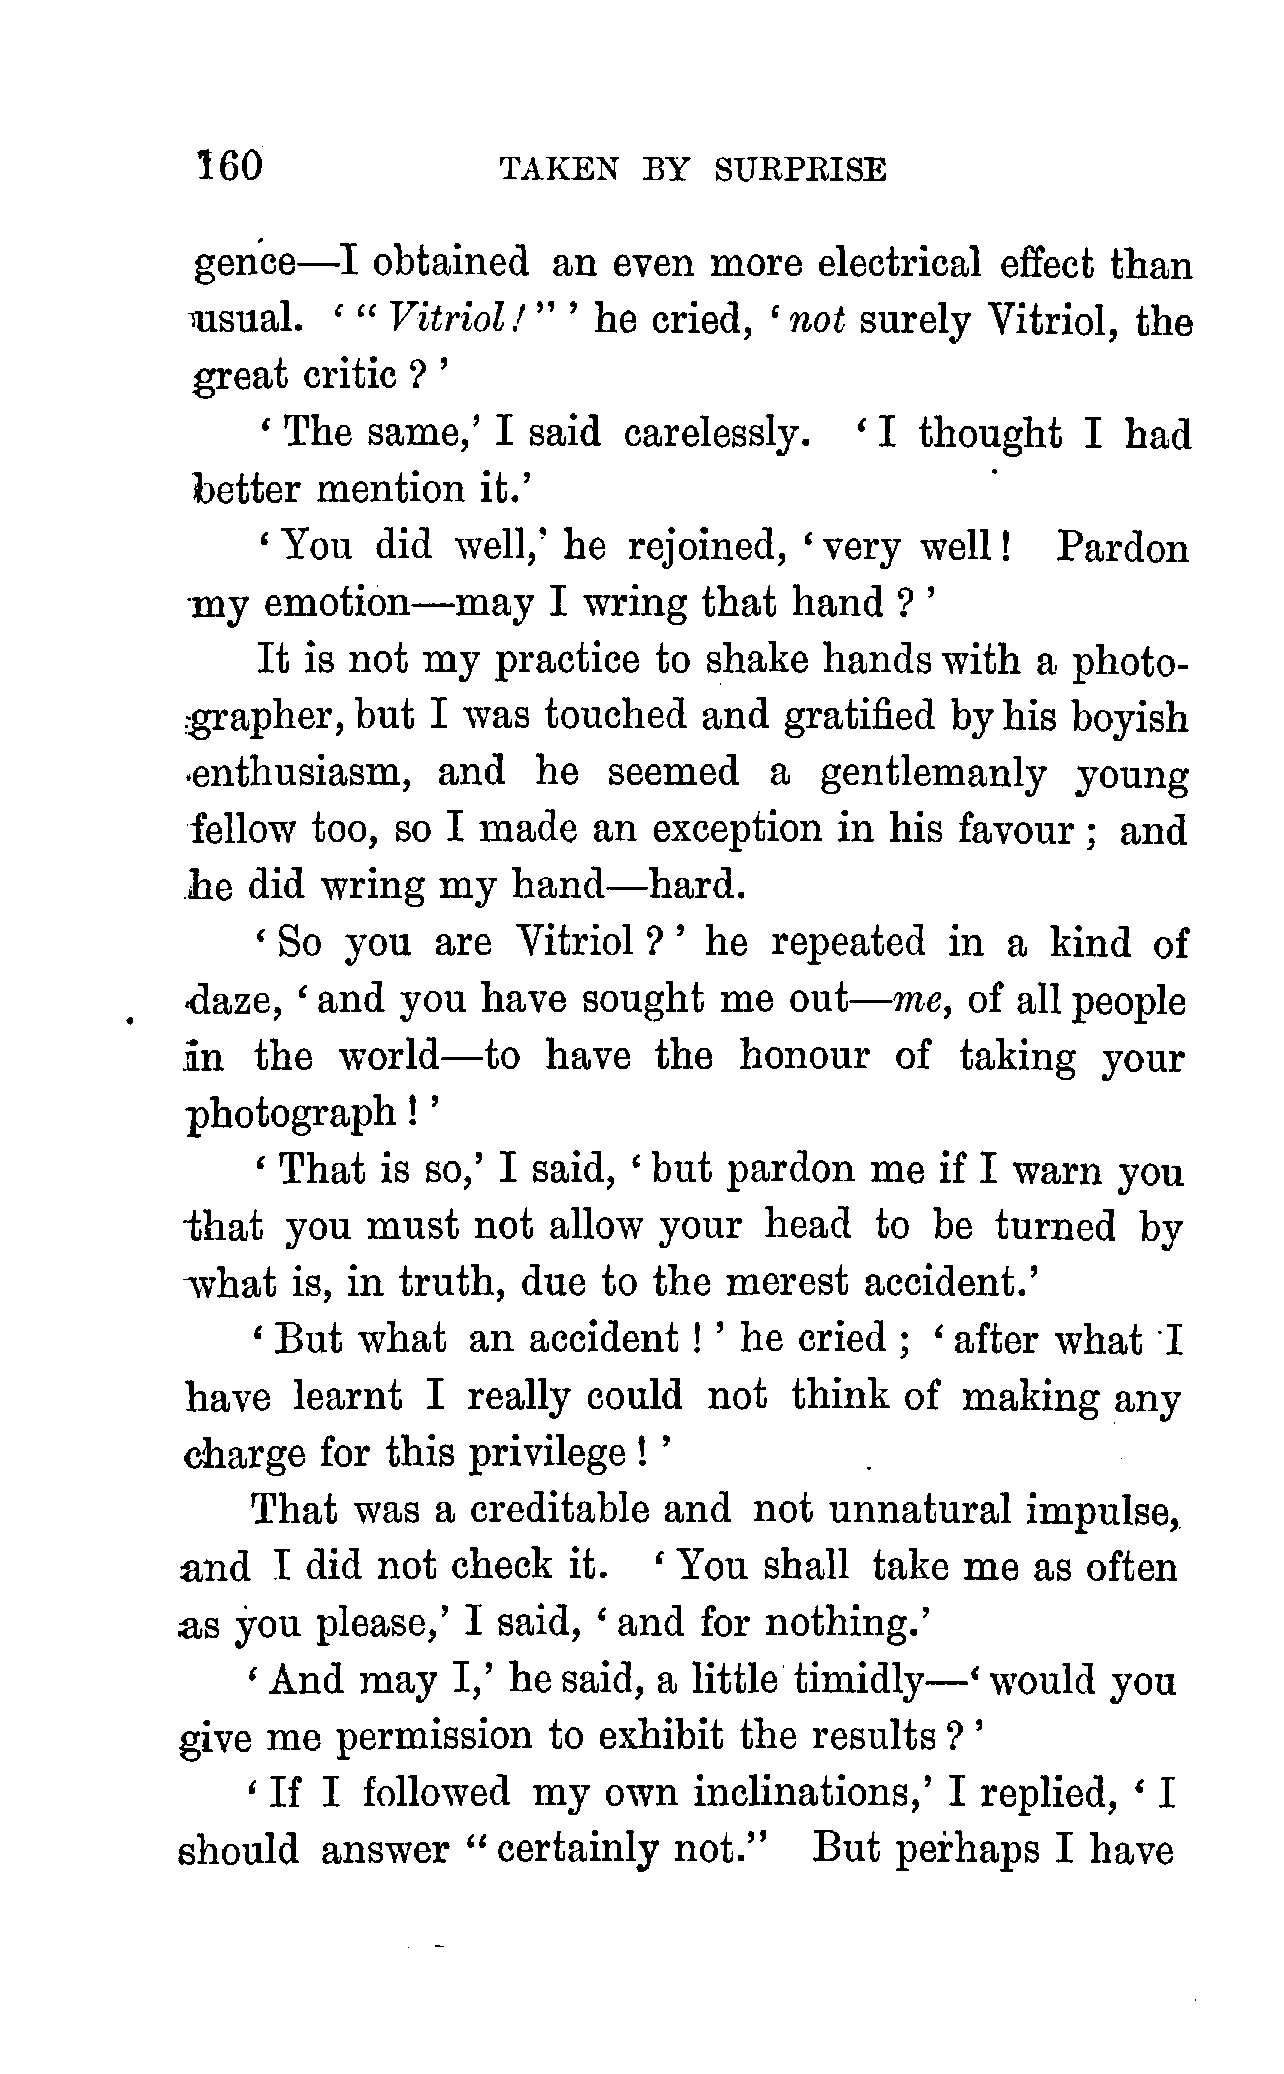 160 TAKEN BY SURPRISE
gence—I obtained an even more electrical effect than
usual. ‘ “ Vitriol! ” ’ he cried, ‘ not surely Vitriol, the
great critic ? ’
‘ The same,’ I said carelessly. ‘ I thought I had
better mention it.’
‘ You did well,’ he rejoined, ‘ very well ! Pardon
my emotion—may I wring that hand ? ’
It is not my practice to shake hands with a photo-
grapher, but I was touched and gratified by his boyish
enthusiasm, and he seemed a gentlemanly young
fellow too, so I made an exception in his favour ; and
he did wring my hand—hard.
‘ So you are Vitriol ? ’ he repeated in a kind of
daze, ‘ and you have sought me out—me, of all people
in the world—to have the honour of taking your
photograph ! ’
‘ That is so,’ I said, ‘ but pardon me if I warn you
that you must not allow your head to be turned by
what is, in truth, due to the merest accident.’
‘ But what an accident ! ’ he cried ; ‘ after what I
have learnt I really could not think of making any
charge for this privilege ! ’
That was a creditable and not unnatural impulse,
and I did not check it. ‘ You shall take me as often
as you please,’ I said, ‘ and for nothing.’
‘ And may I,’ he said, a little timidly—‘ would you
give me permission to exhibit the results ? ’
‘ If I followed my own inclinations,’ I replied, ‘ I
should answer “ certainly not.” But perhaps I have